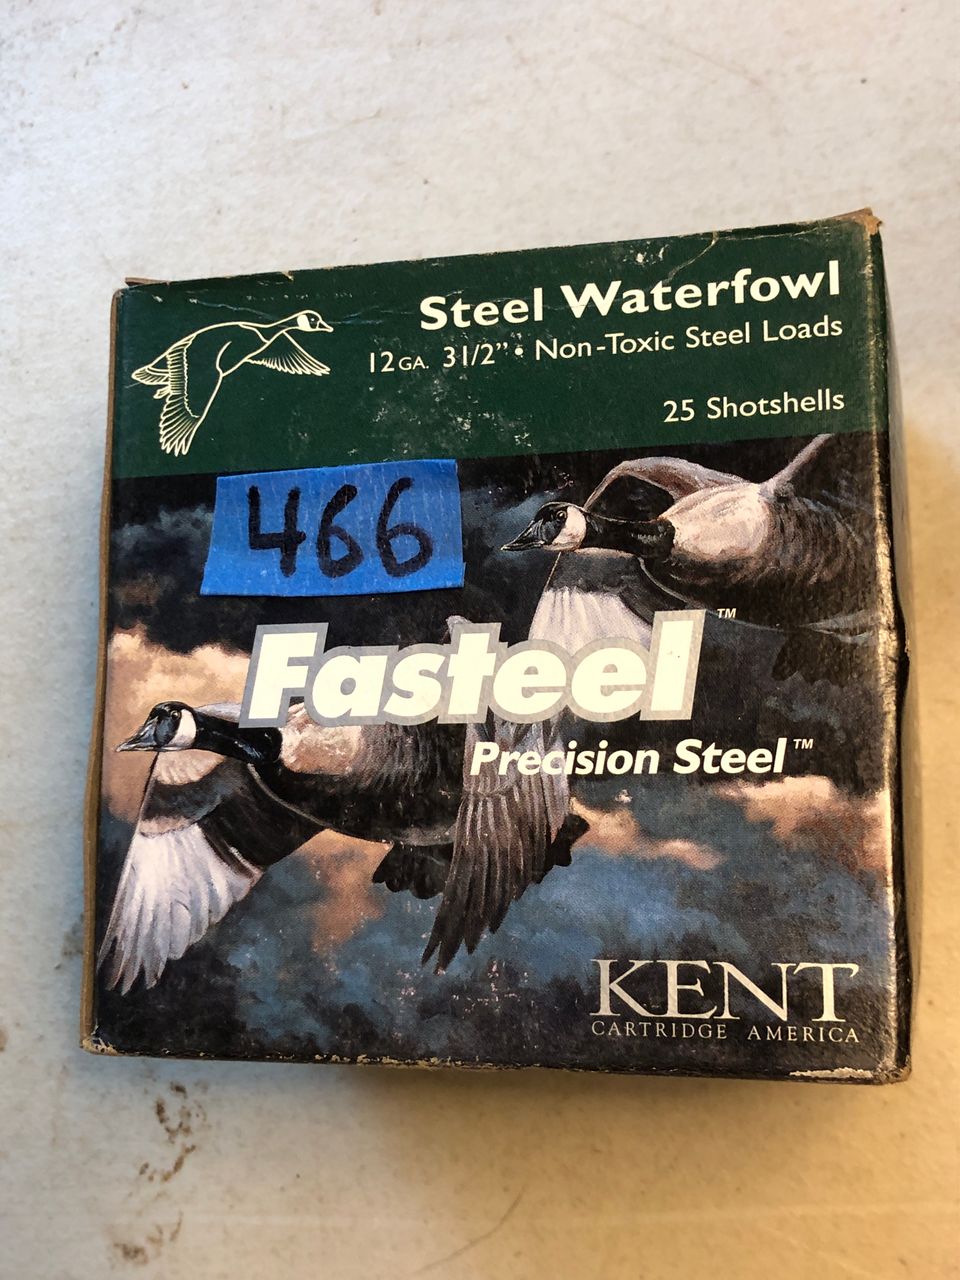 Steel Waterfowl
12GA. 31/2" • Non-Toxic Steel Loads
25 Shotshells
466
Fasteel™
Precision Steel™
KENT
CARTRIDGE AMERICA